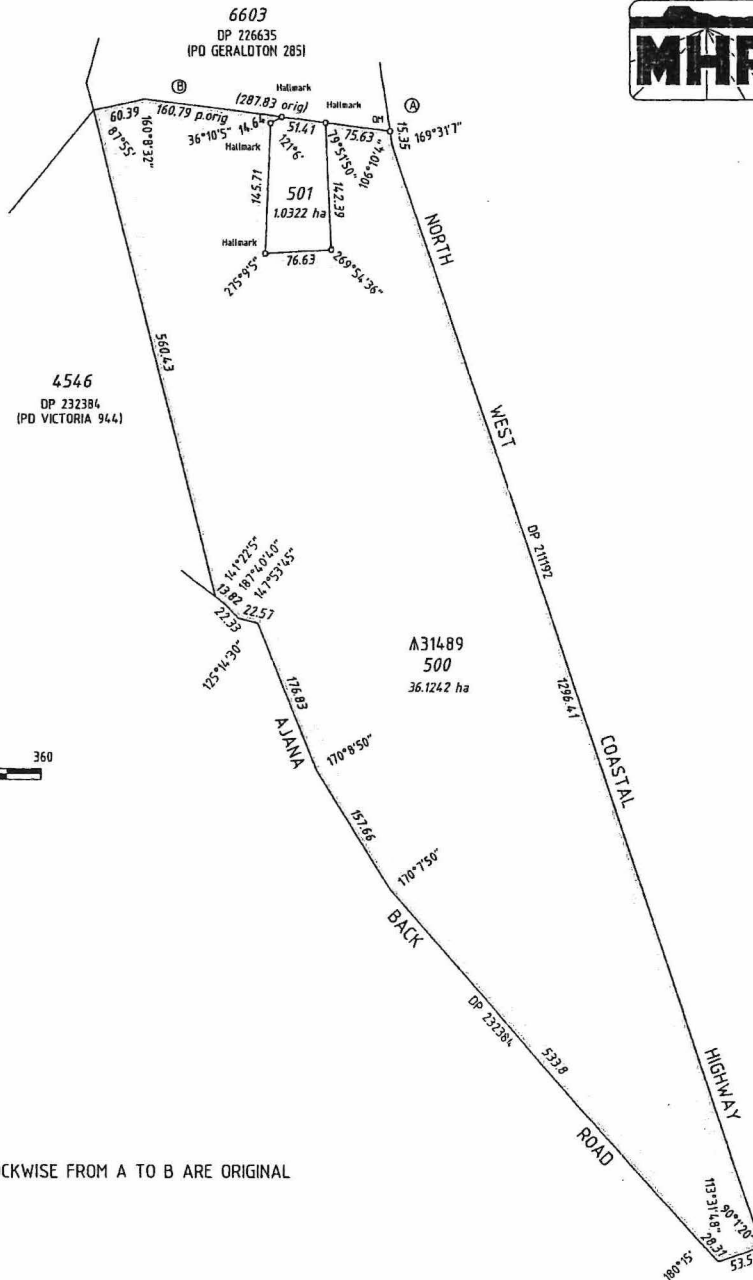 6603
DP 226635
(PD GERALDTON 285)
MHR
Hallmark
(287.83 orig)
Hallmark
QM
A
B
60.39
160.79 p.orig
36°10'5"
14.64
51.41
75.63
15.35
169°31'7"
87°55'
160°8'32"
Hallmark
121°6'
79°51'50"
106°10'4"
145.71
501
1.0322 ha
142.39
Hallmark
76.63
275°9'5"
269°54'36"
NORTH
560.43
4546
DP 232384
(PD VICTORIA 944)
WEST
DP 211192
141°22'5"
187°40'40"
147°53'45"
13.82
22.57
22.33
125°14'30"
31489
500
36.1242 ha
1296.41
176.83
AJANA
170°8'50"
COASTAL
360
157.66
170°7'50"
BACK
DP 232384
533.8
ROAD
HIGHWAY
CKWISE FROM A TO B ARE ORIGINAL
113°31'48"
90°1'20"
28.31
53.5
180°15'